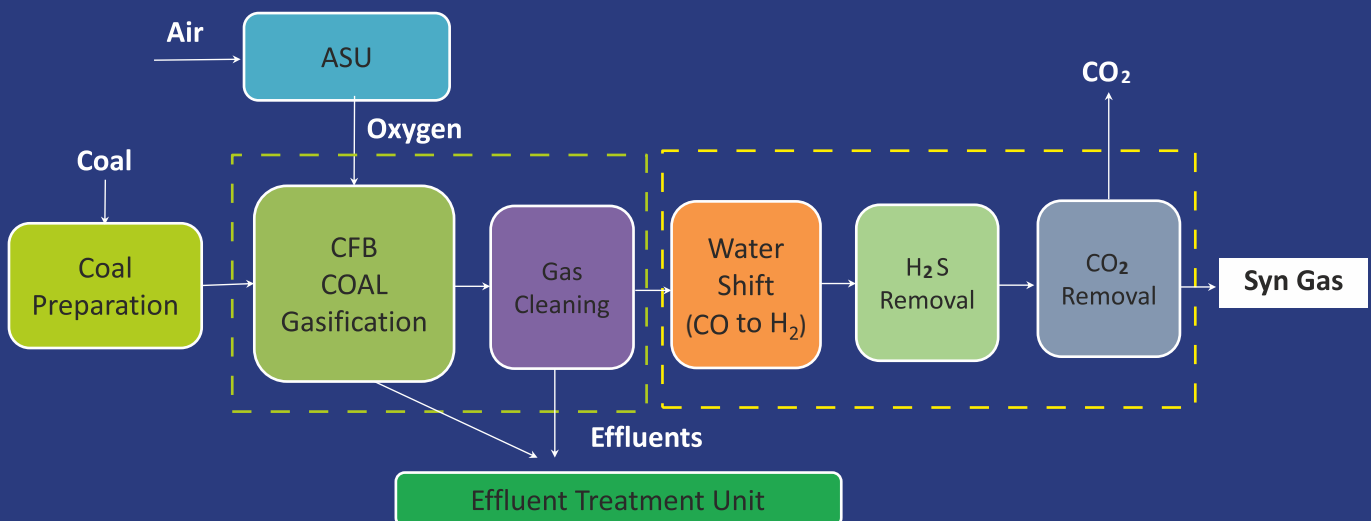 Air
ASU
CO₂
Oxygen
Coal
Coal
Preparation
CFB
COAL
Gasification
Gas
Cleaning
Water
Shift
(CO to H₂)
H₂ S
Removal
CO₂
Removal
Syn Gas
Effluents
Effluent Treatment Unit